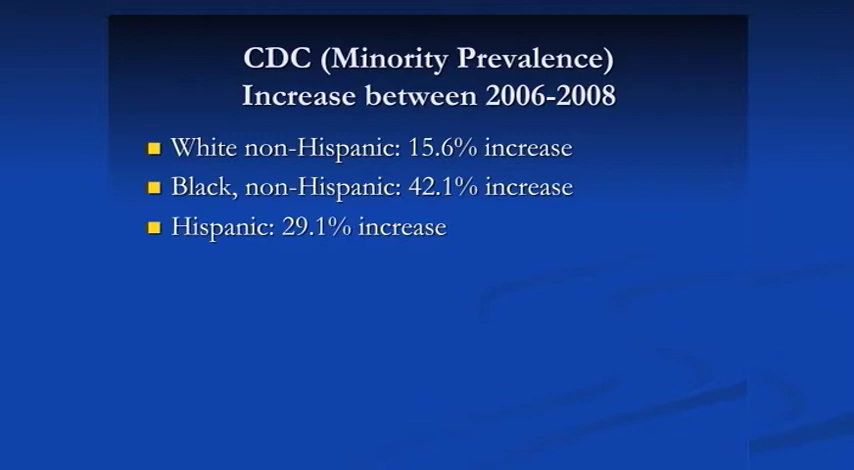 CDC (Minority Prevalence)
Increase between 2006-2008
White non-Hispanic: 15.6% increase
Black, non-Hispanic: 42.1% increase
Hispanic: 29.1% increase